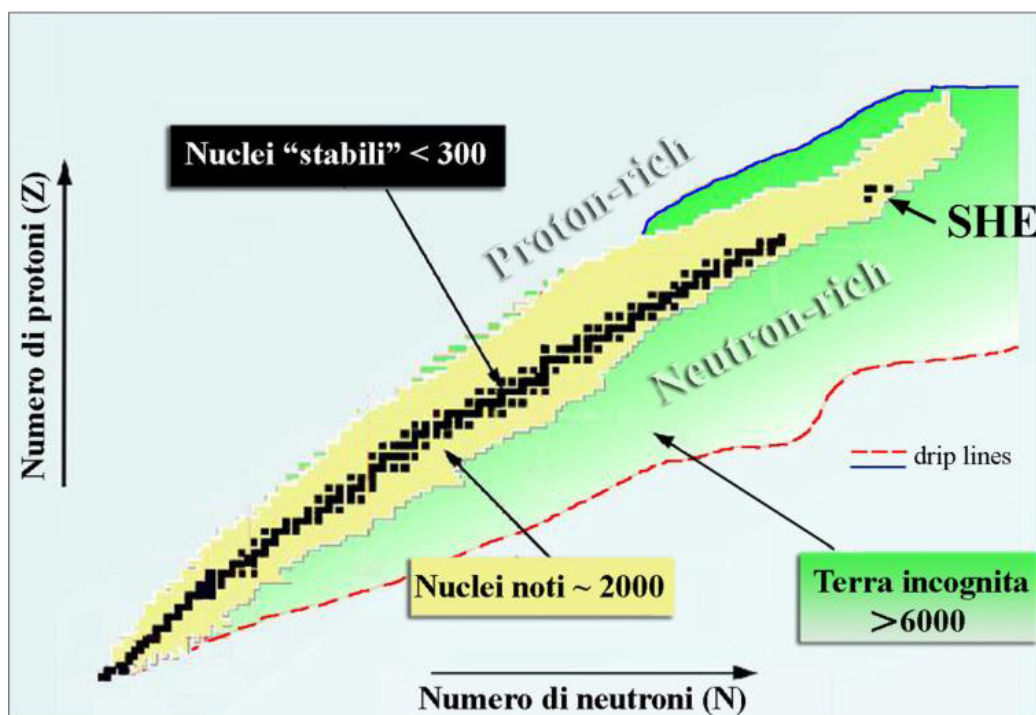 Nuclei “stabili” < 300
Proton-rich
SHE
Numero di protoni (Z)
Neutron-rich
drip lines
Nuclei noti ~ 2000
Terra incognita
>6000
Numero di neutroni (N)